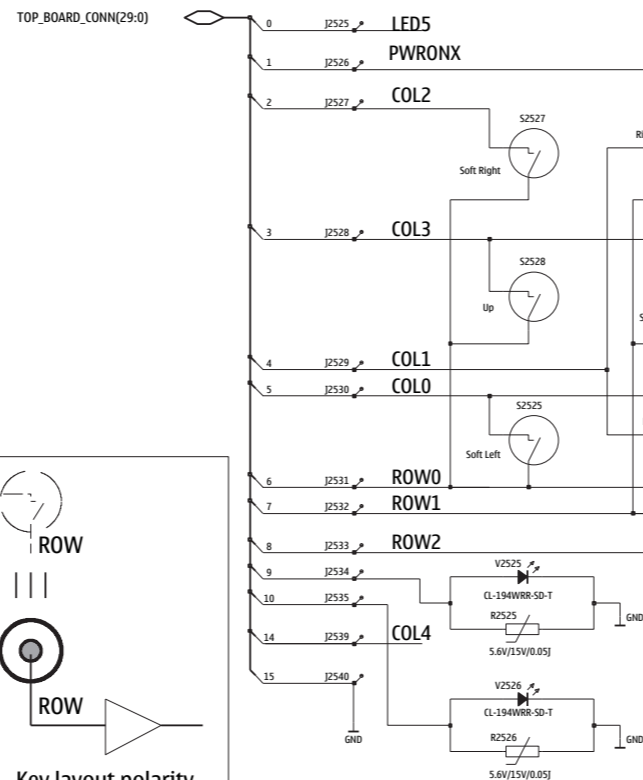 TOP_BOARD_CONN(29:0)
0 J2525 LED5
1 J2526 PWRONX
2 J2527 COL2
S2527
Soft Right
3 J2528 COL3
S2528
Up
4 J2529 COL1
5 J2530 COL0
S2525
Soft Left
6 J2531 ROW0
7 J2532 ROW1
8 J2533 ROW2
9 J2534
10 J2535
14 J2539 COL4
15 J2540
GND
V2525
CL-194WRR-SD-T
R2525
5.6V/15V/0.05J
GND
V2526
CL-194WRR-SD-T
R2526
5.6V/15V/0.05J
GND
ROW
ROW
Key layout polarity